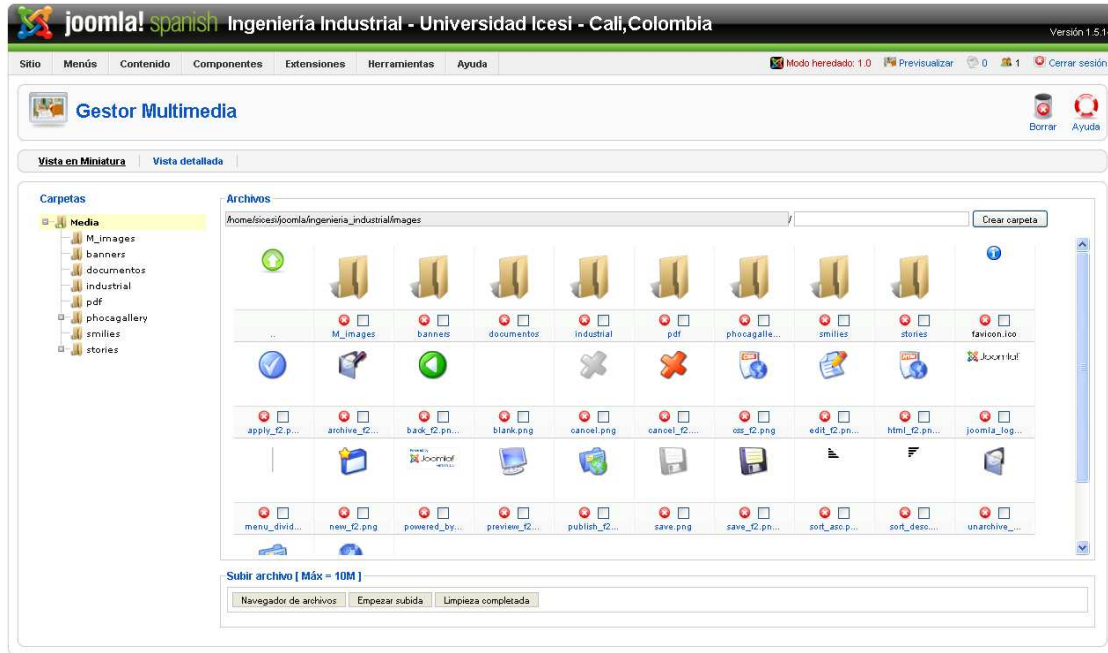 joomla! spanish Ingeniería Industrial - Universidad Icesi - Cali,Colombia
Versión 1.5.1
Sitio Menús Contenido Componentes Extensiones Herramientas Ayuda Modo heredado: 1.0 Previsualizar 0 1 Cerrar sesión
Gestor Multimedia
Borrar Ayuda
Vista en Miniatura Vista detallada
Carpetas
Media
M_images
banners
documentos
industrial
pdf
phocagallery
smilies
stories
Archivos
/home/sicesi/joomla/ingenieria_industrial/images / Crear carpeta
.. M_images banners documentos industrial pdf phocagalle... smilies stories favicon.ico
Joomla!
apply_f2.p... archive_f2... back_f2.pn... blank.png cancel.png cancel_f2.... css_f2.png edit_f2.pn... html_f2.pn... joomla_log...
Joomla!
menu_divid... new_f2.png powered_by... preview_f2... publish_f2... save.png save_f2.pn... sort_asc.p... sort_desc.... unarchive_...
Subir archivo [ Máx = 10M ]
Navegador de archivos Empezar subida Limpieza completada